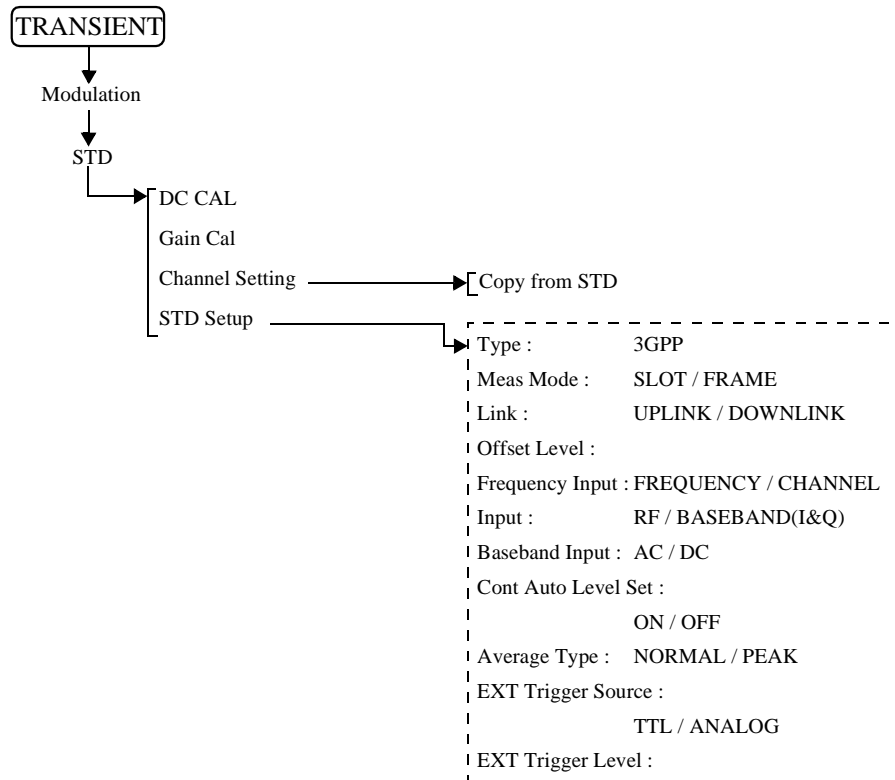 TRANSIENT
Modulation
STD
DC CAL
Gain Cal
Channel Setting
Copy from STD
STD Setup
Type : 3GPP
Meas Mode : SLOT / FRAME
Link : UPLINK / DOWNLINK
Offset Level :
Frequency Input : FREQUENCY / CHANNEL
Input : RF / BASEBAND(I&Q)
Baseband Input : AC / DC
Cont Auto Level Set :
ON / OFF
Average Type : NORMAL / PEAK
EXT Trigger Source :
TTL / ANALOG
EXT Trigger Level :